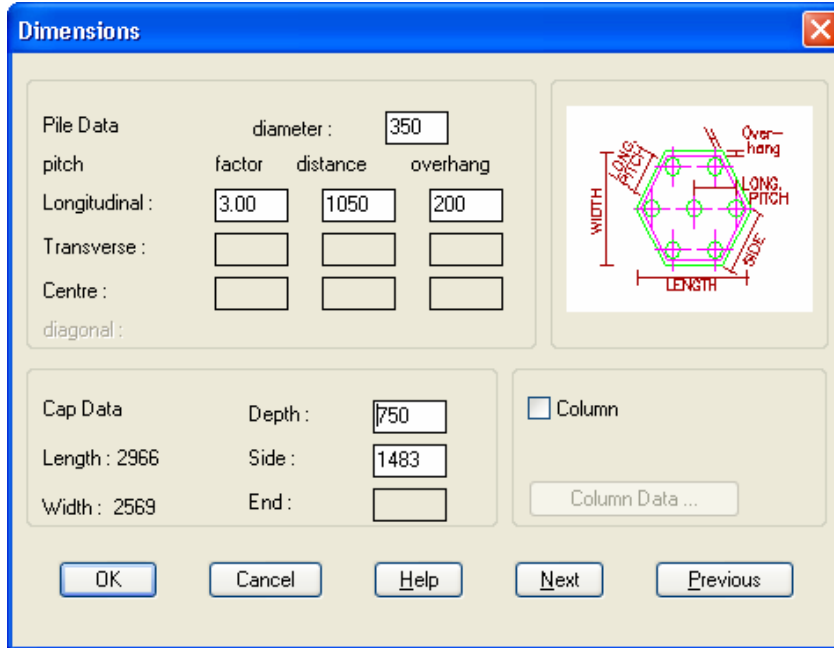 Dimensions
Pile Data diameter : 350
pitch factor distance overhang
Longitudinal : 3.00 1050 200
Transverse :
Centre :
diagonal :
Over-
hang
LONG.
PITCH
LONG.
PITCH
WIDTH
SIDE
LENGTH
Cap Data Depth : 750
Length : 2966 Side : 1483
Width : 2569 End :
Column
Column Data ...
OK Cancel Help Next Previous